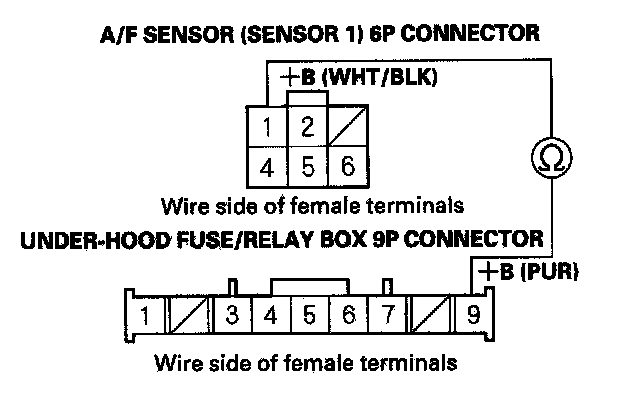 A/F SENSOR (SENSOR 1) 6P CONNECTOR
+B (WHT/BLK)
1 2
Ω
4 5 6
Wire side of female terminals
UNDER-HOOD FUSE/RELAY BOX 9P CONNECTOR
+B (PUR)
1 3 4 5 6 7 9
Wire side of female terminals